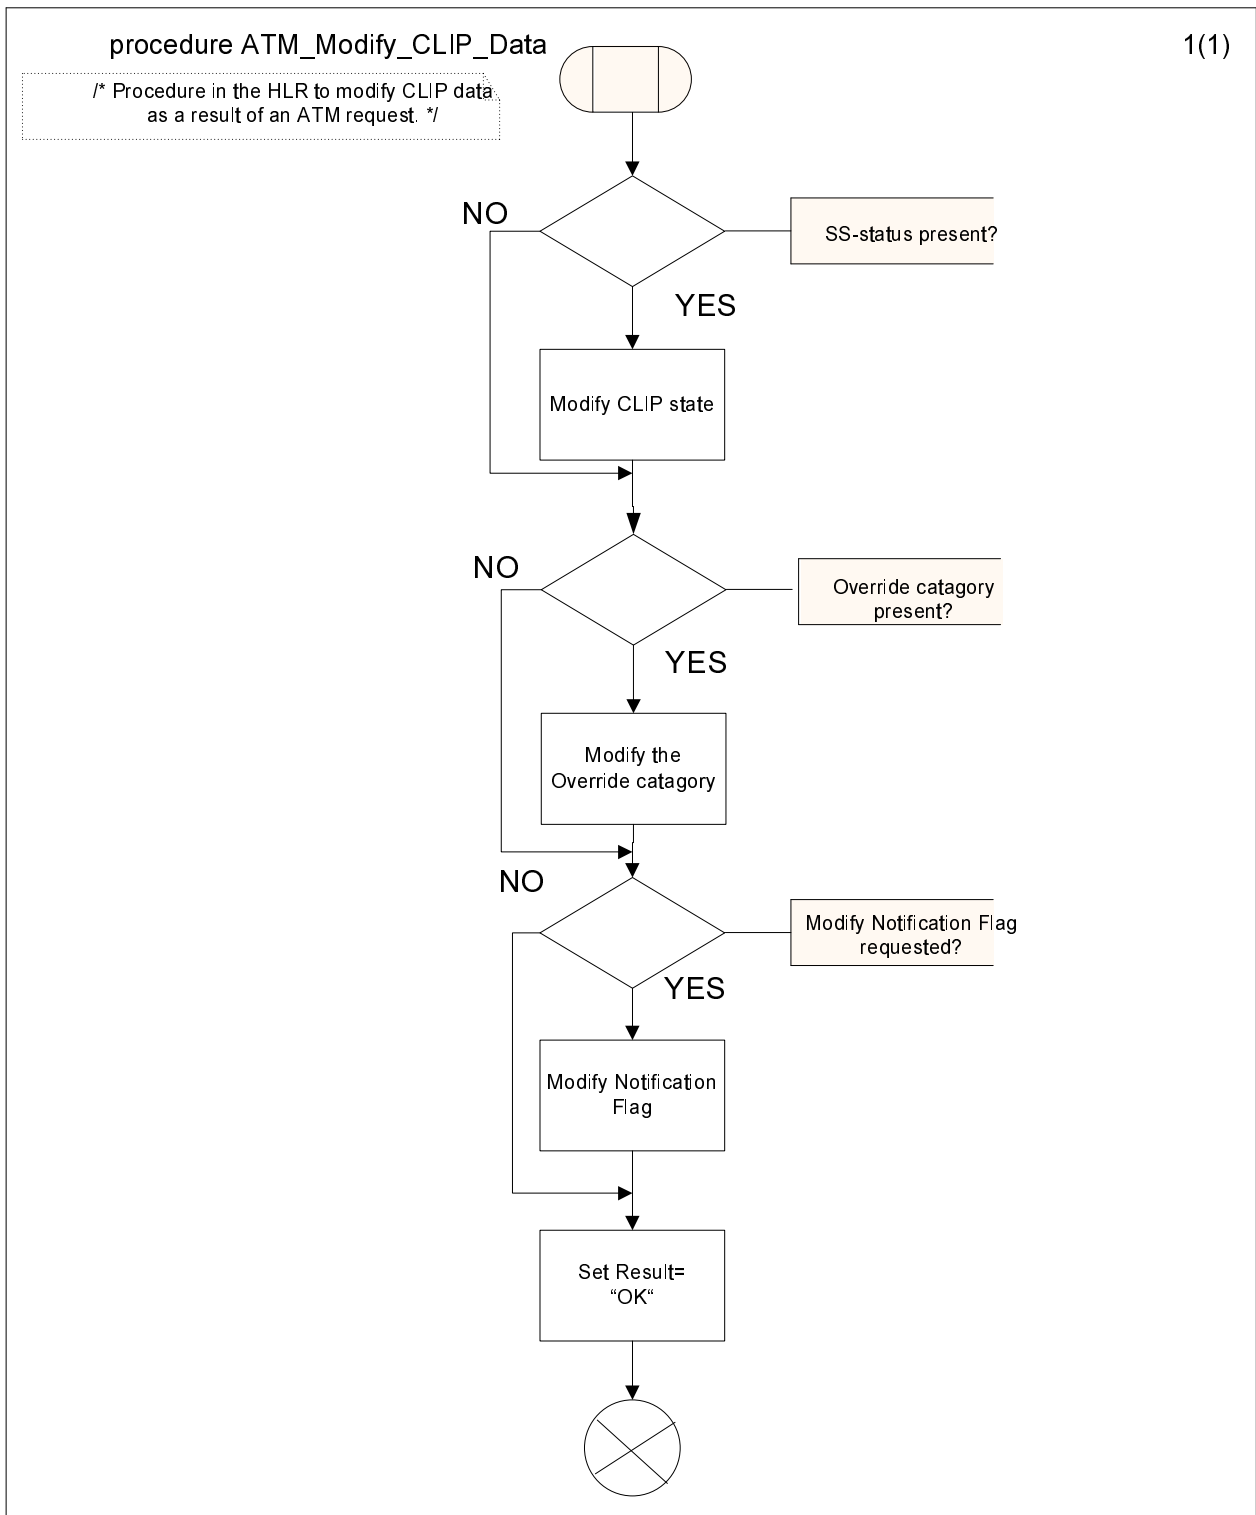 procedure ATM_Modify_CLIP_Data
1(1)
/* Procedure in the HLR to modify CLIP data
as a result of an ATM request. */
NO
SS-status present?
YES
Modify CLIP state
NO
Override catagory
present?
YES
Modify the
Override catagory
NO
Modify Notification Flag
requested?
YES
Modify Notification
Flag
Set Result=
“OK“